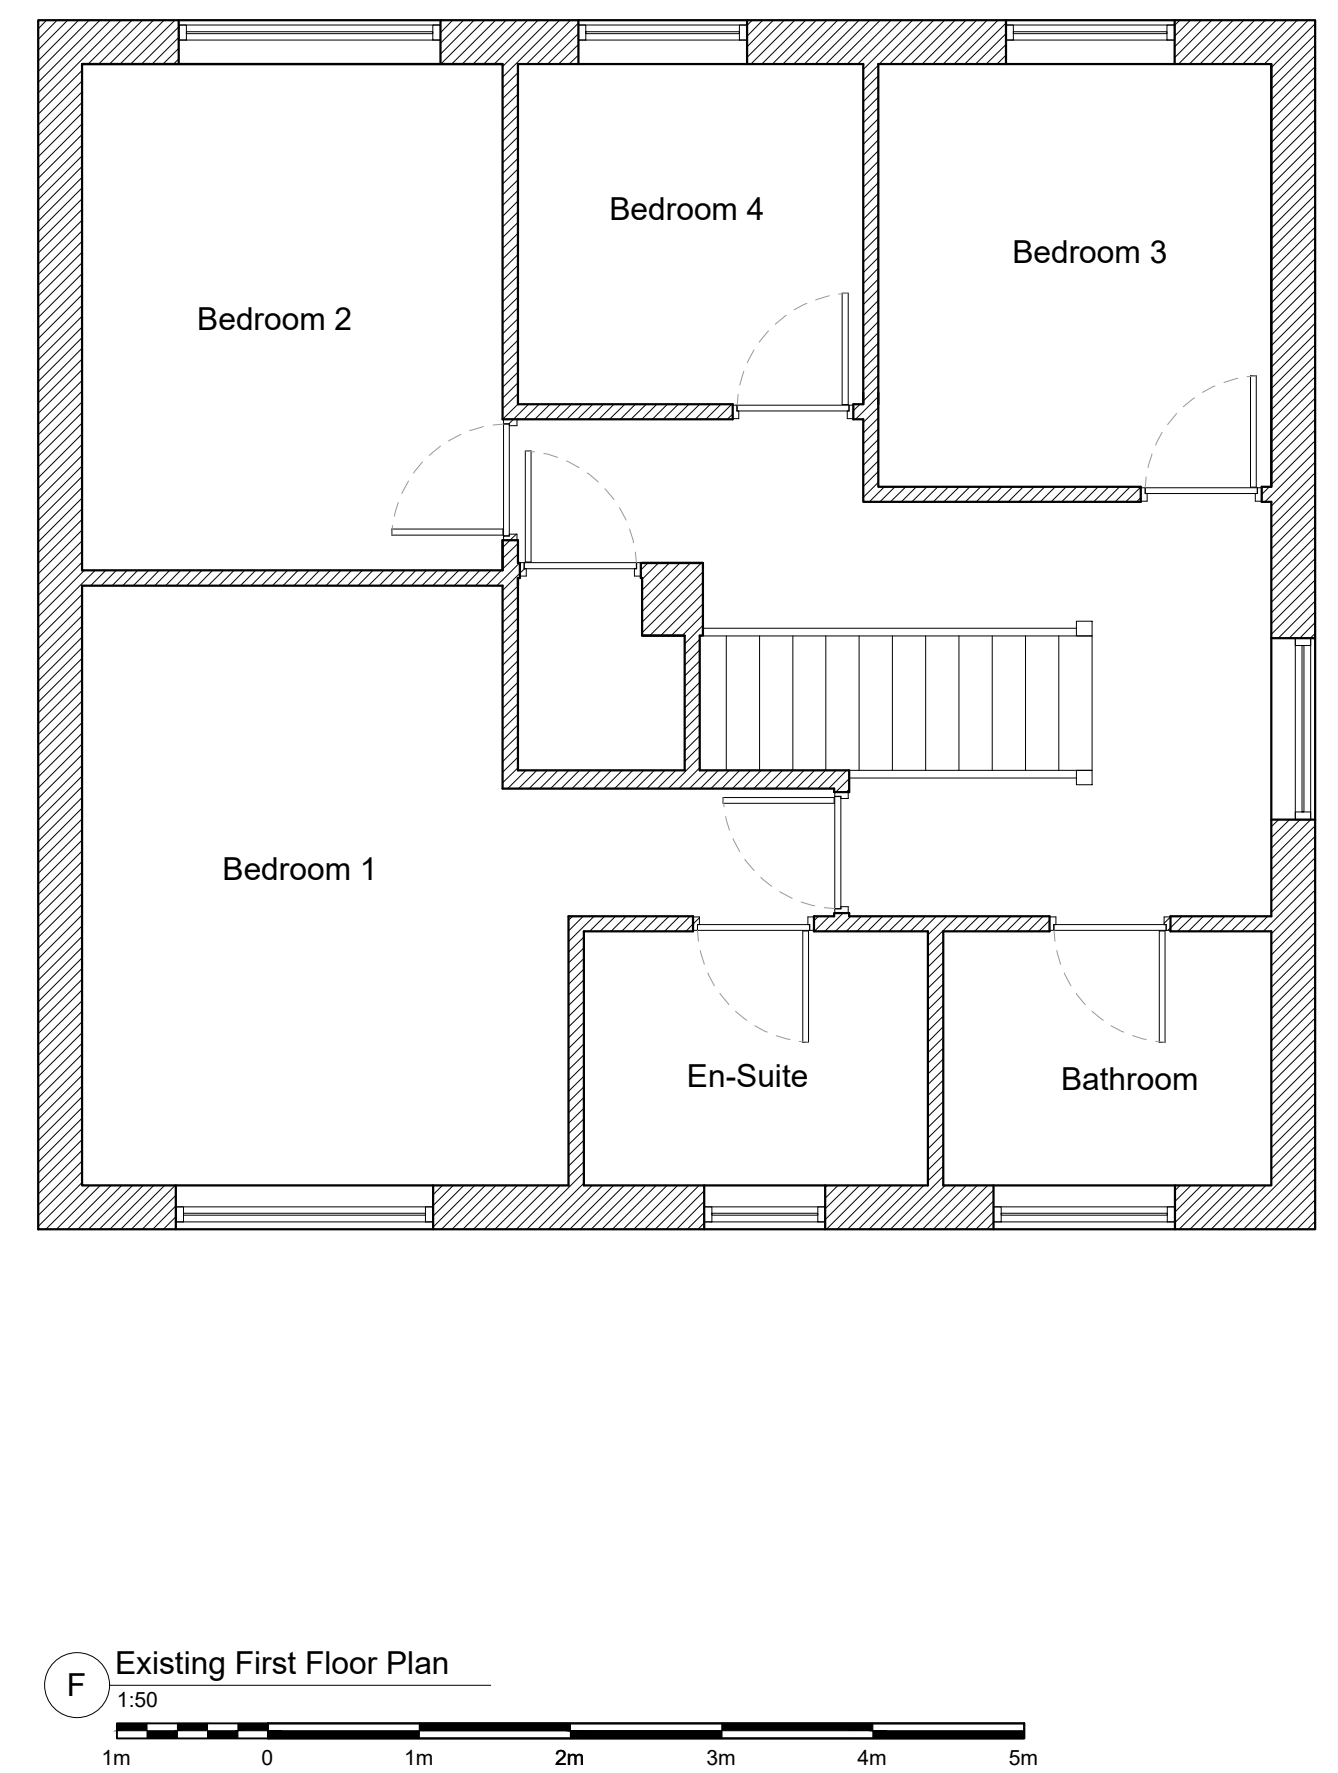 Bedroom 4
Bedroom 3
Bedroom 2
Bedroom 1
En-Suite
Bathroom
F
Existing First Floor Plan
1:50
1m 0 1m 2m 3m 4m 5m